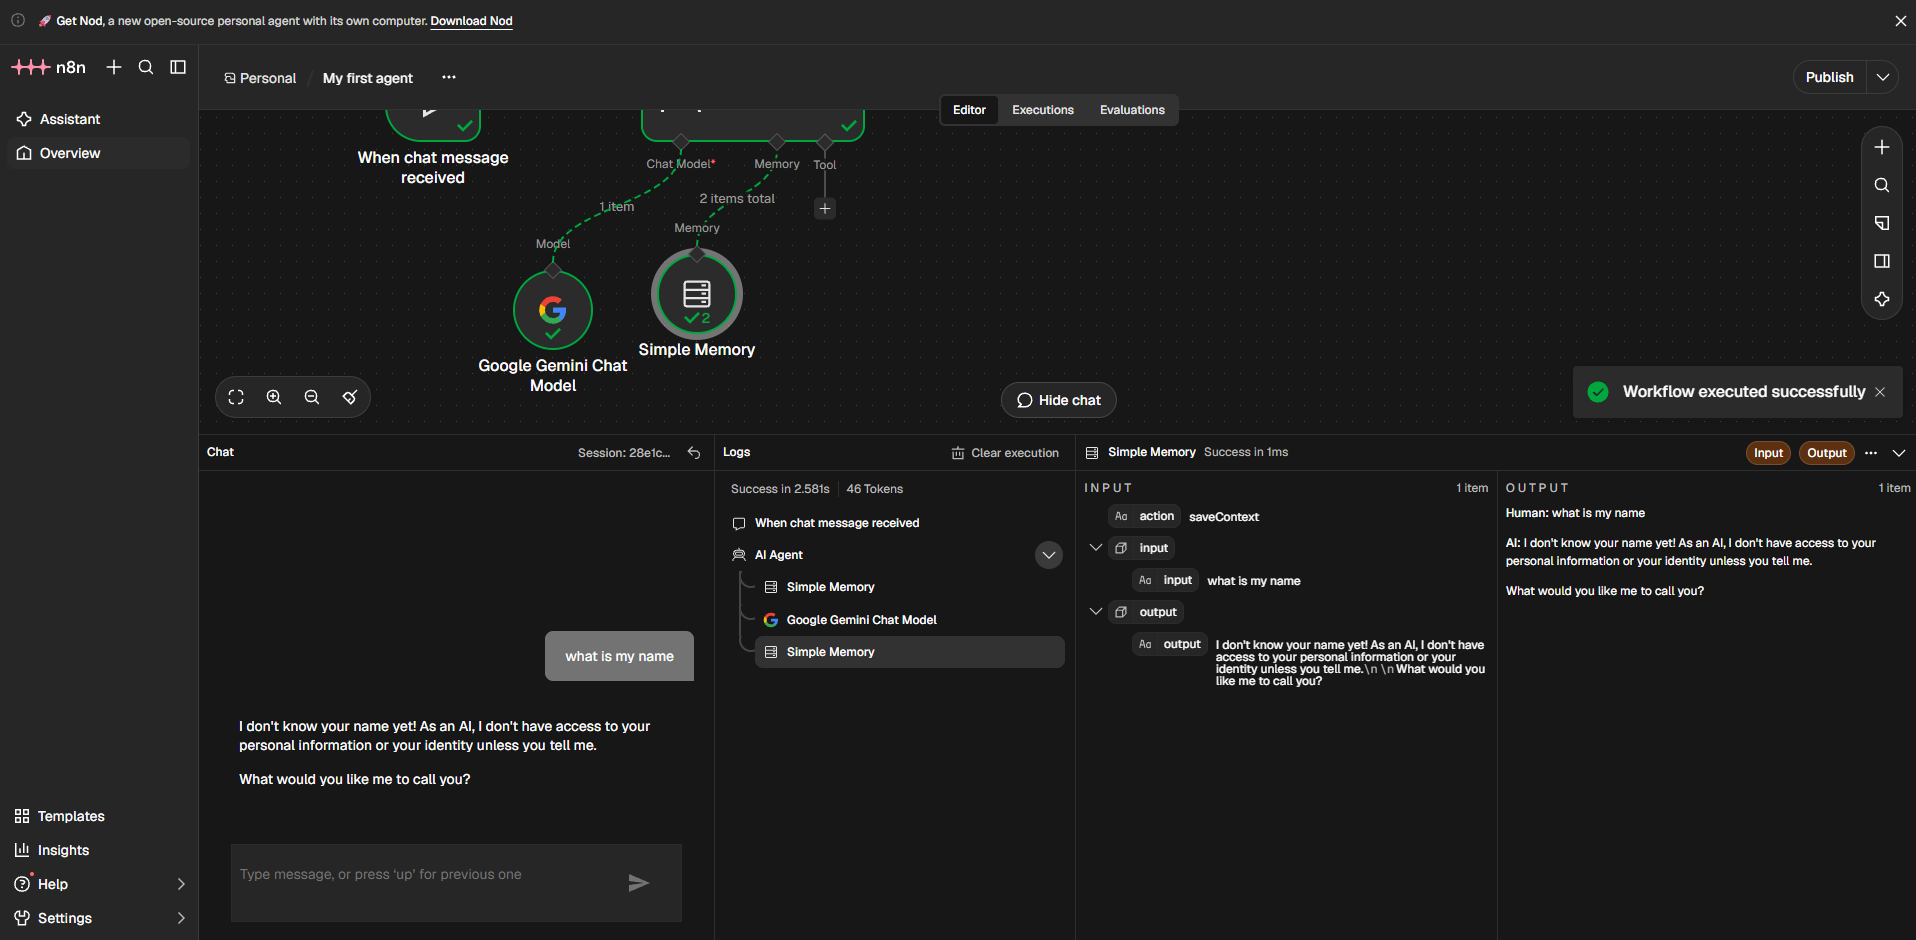 🚀 Get Nod, a new open-source personal agent with its own computer. Download Nod
n8n
Assistant
Overview
Templates
Insights
Help
Settings
Personal / My first agent
Publish
Editor Executions Evaluations
When chat message
received
Chat Model*
Memory
Tool
1 item
2 items total
Model
Memory
2
Google Gemini Chat
Model
Simple Memory
Hide chat
Workflow executed successfully
Chat
Session: 28e1c...
what is my name
I don't know your name yet! As an AI, I don't have access to your
personal information or your identity unless you tell me.
What would you like me to call you?
Type message, or press ‘up’ for previous one
Logs
Clear execution
Success in 2.581s
46 Tokens
When chat message received
AI Agent
Simple Memory
Google Gemini Chat Model
Simple Memory
Simple Memory Success in 1ms
Input
Output
INPUT
1 item
Aa action saveContext
input
Aa input what is my name
output
Aa output I don't know your name yet! As an AI, I don't have
access to your personal information or your
identity unless you tell me.\n \n What would you
like me to call you?
OUTPUT
1 item
Human: what is my name
AI: I don't know your name yet! As an AI, I don't have access to your
personal information or your identity unless you tell me.
What would you like me to call you?